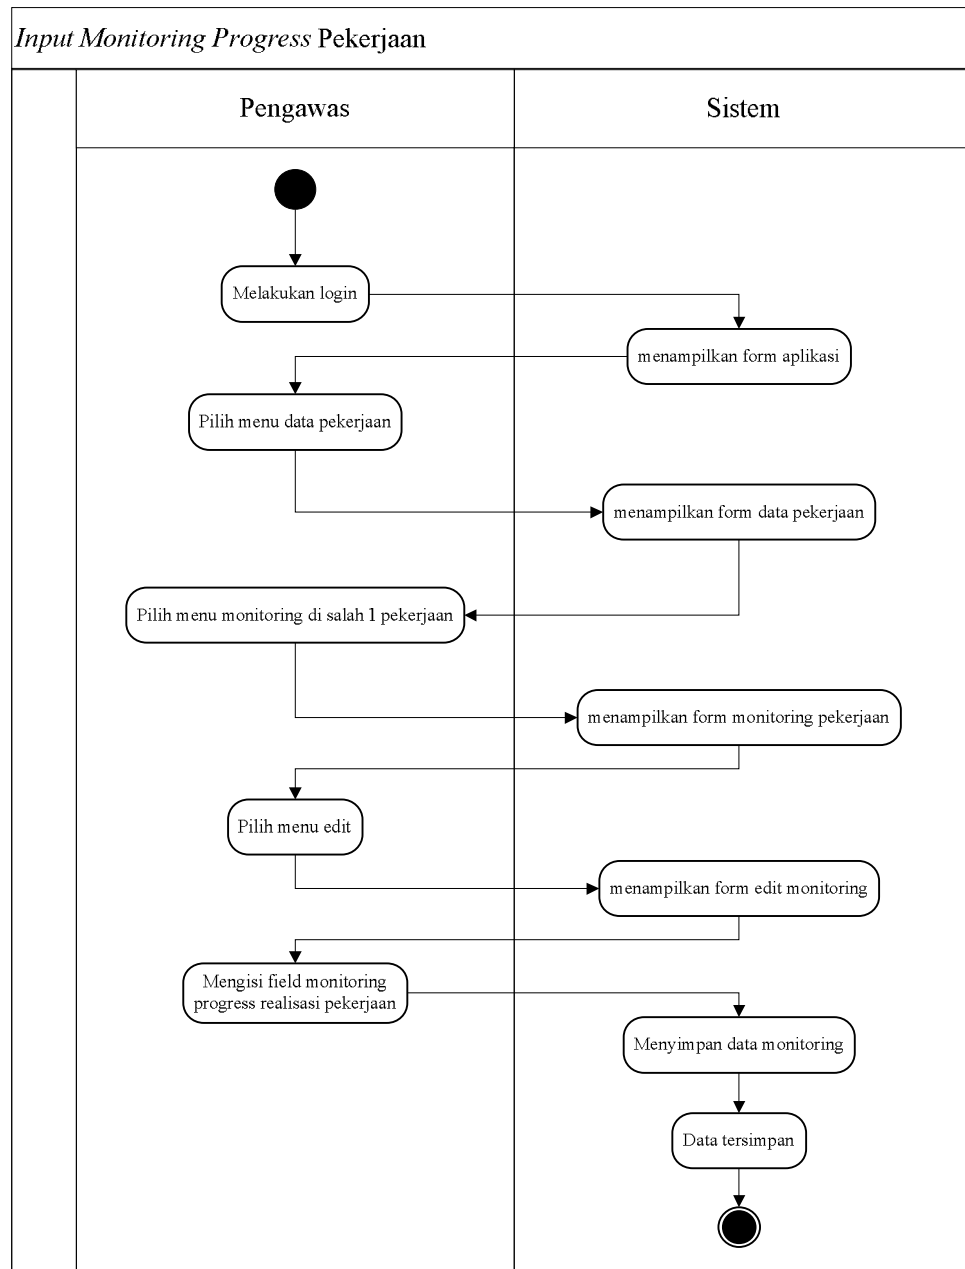 Input Monitoring Progress Pekerjaan
Pengawas
Sistem
Melakukan login
menampilkan form aplikasi
Pilih menu data pekerjaan
menampilkan form data pekerjaan
Pilih menu monitoring di salah 1 pekerjaan
menampilkan form monitoring pekerjaan
Pilih menu edit
menampilkan form edit monitoring
Mengisi field monitoring
progress realisasi pekerjaan
Menyimpan data monitoring
Data tersimpan